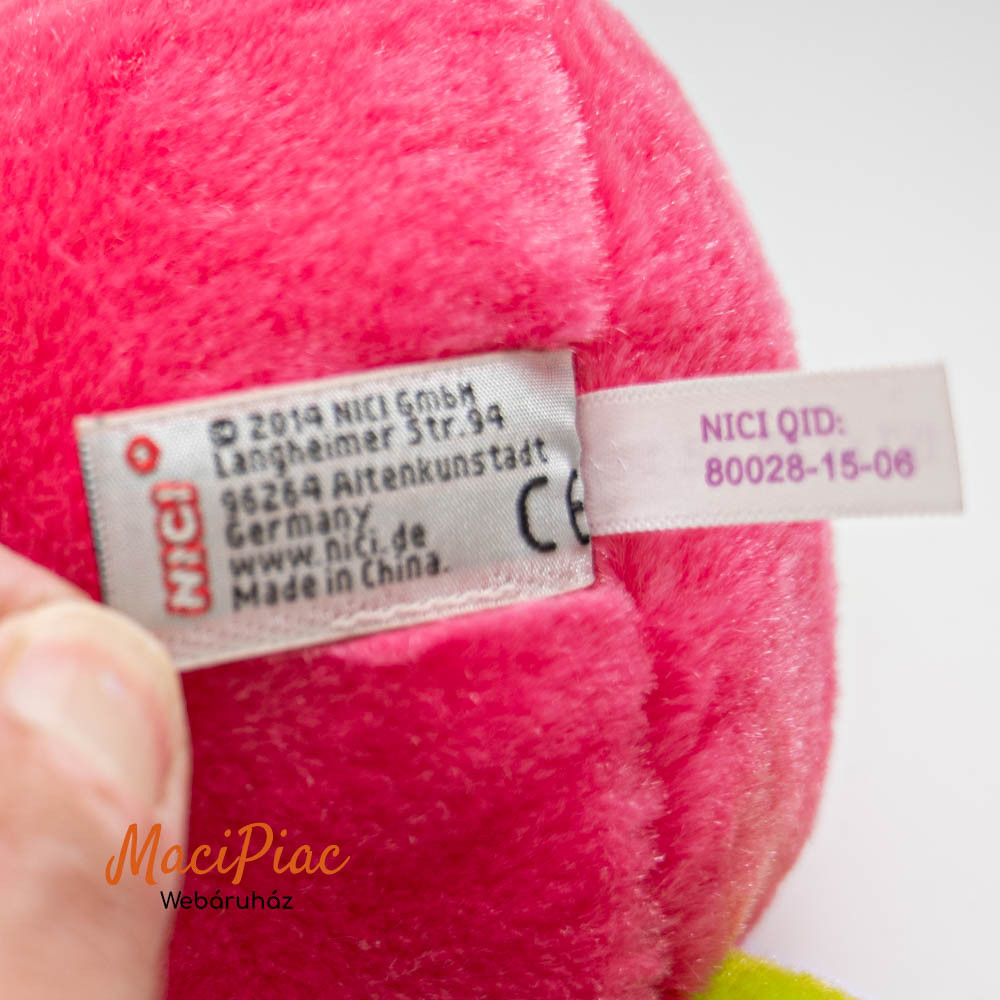 NICI
© 2014 NICI GmbH
Langheimer Str.94
96264 Altenkunstadt
Germany
www.nici.de
Made in China.
CE
NICI QID:
80028-15-06
MaciPiac
Webáruház